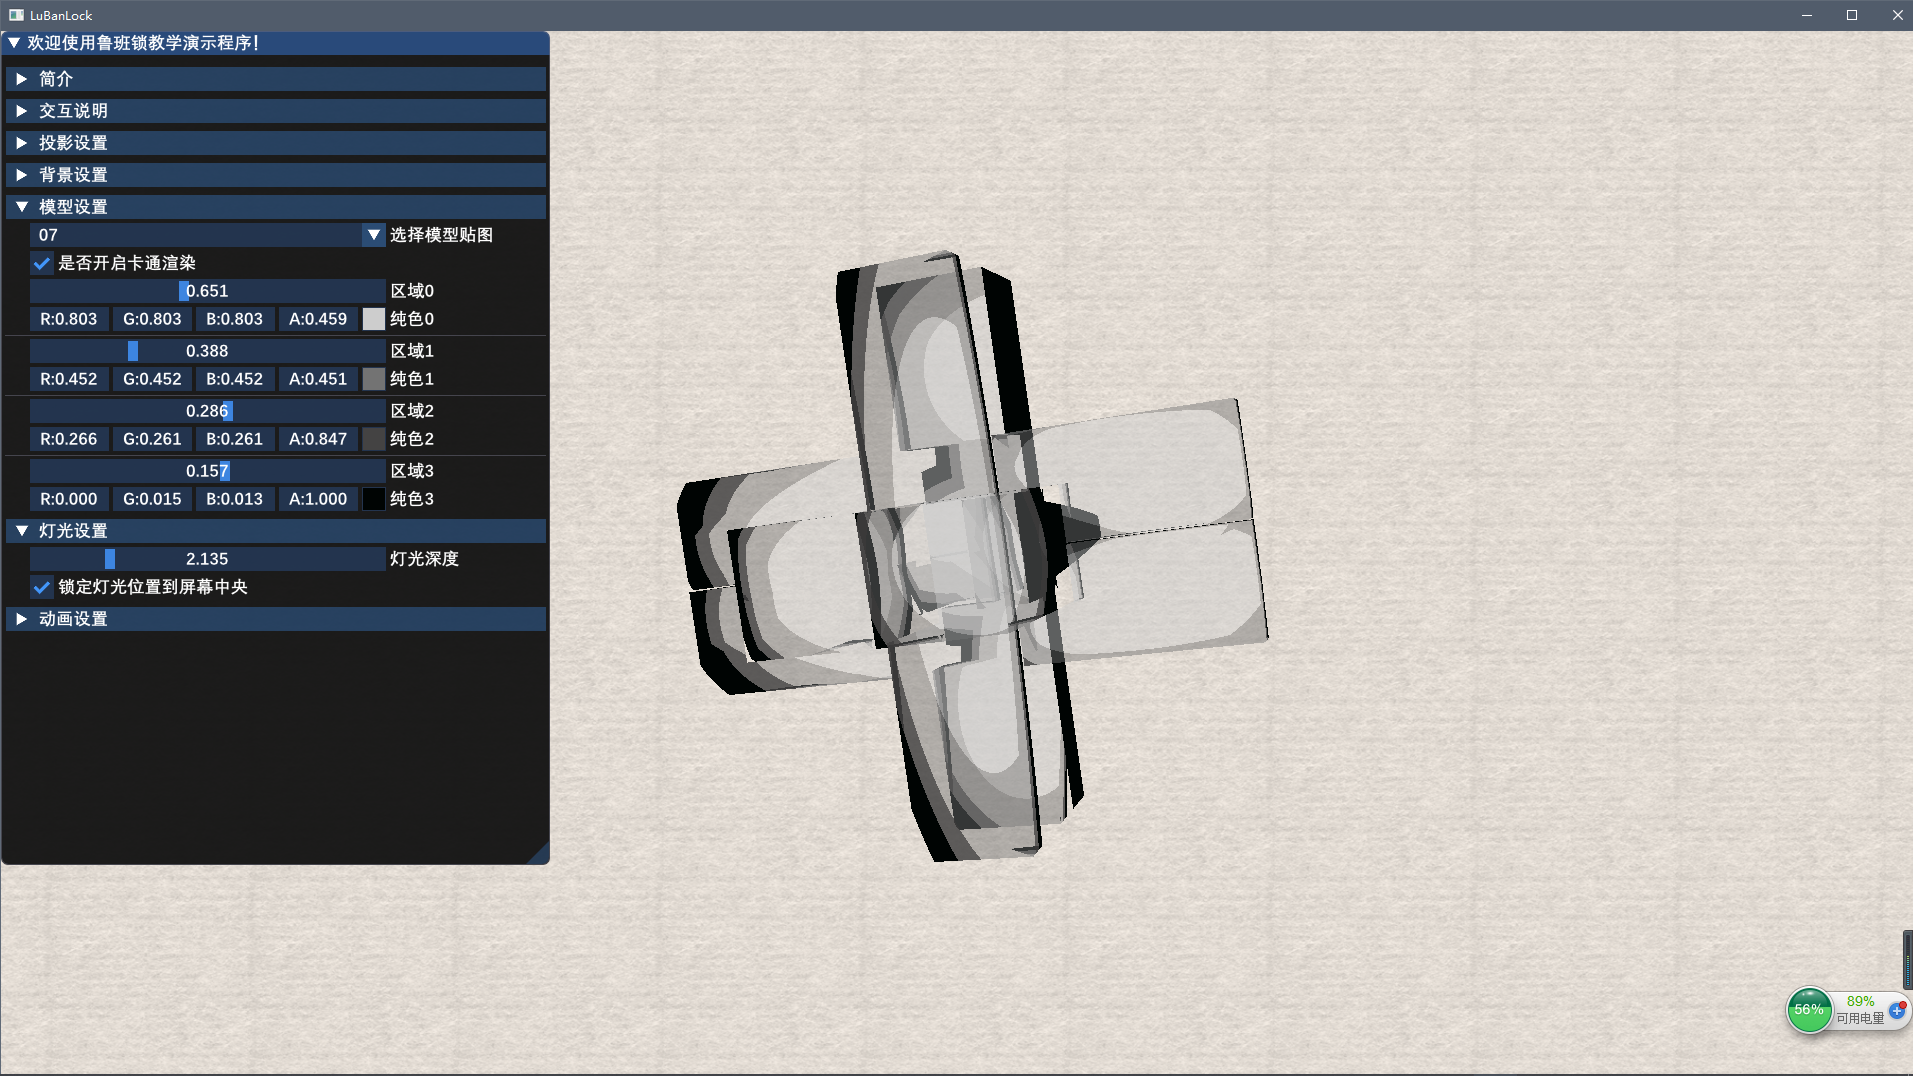 LuBanLock
欢迎使用鲁班锁教学演示程序!
简介
交互说明
投影设置
背景设置
模型设置
07 选择模型贴图
是否开启卡通渲染
0.651 区域0
R:0.803 G:0.803 B:0.803 A:0.459 纯色0
0.388 区域1
R:0.452 G:0.452 B:0.452 A:0.451 纯色1
0.286 区域2
R:0.266 G:0.261 B:0.261 A:0.847 纯色2
0.157 区域3
R:0.000 G:0.015 B:0.013 A:1.000 纯色3
灯光设置
2.135 灯光深度
锁定灯光位置到屏幕中央
动画设置
56%
89%
可用电量